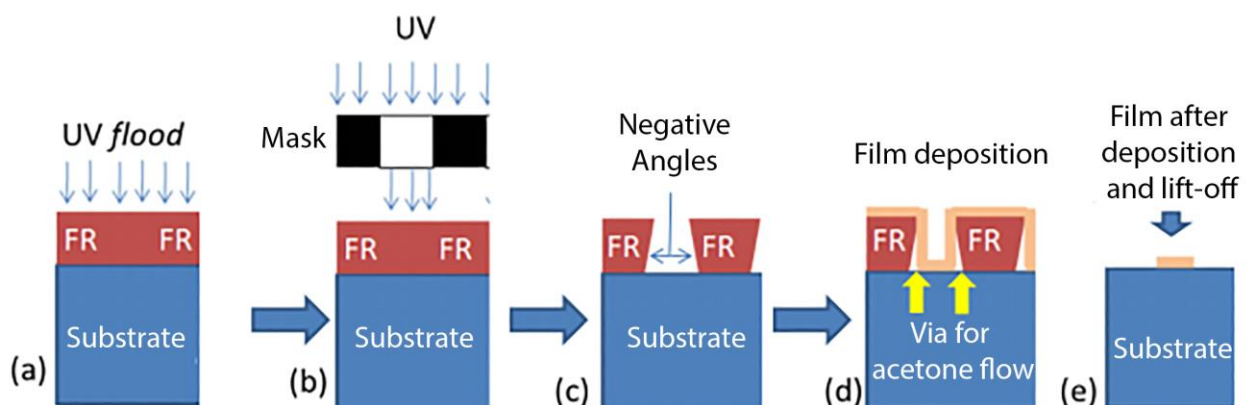 UV flood
FR FR
Substrate
(a)
UV
Mask
FR FR
Substrate
(b)
Negative
Angles
FR FR
Substrate
(c)
Film deposition
FR FR
Via for
acetone flow
(d)
Film after
deposition
and lift-off
Substrate
(e)